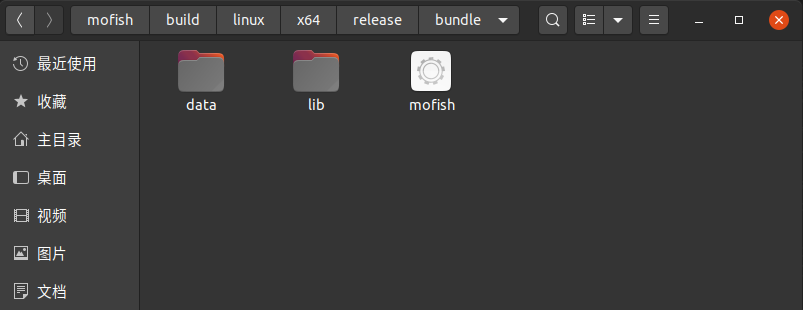 mofish build linux x64 release bundle
最近使用
收藏
主目录
桌面
视频
图片
文档
data lib mofish